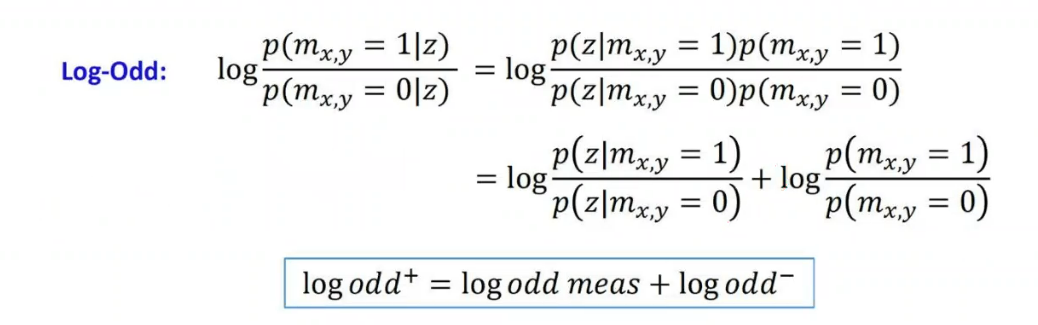 Log-Odd: log p(m_{x,y} = 1|z) / p(m_{x,y} = 0|z) = log p(z|m_{x,y} = 1)p(m_{x,y} = 1) / p(z|m_{x,y} = 0)p(m_{x,y} = 0)
= log p(z|m_{x,y} = 1) / p(z|m_{x,y} = 0) + log p(m_{x,y} = 1) / p(m_{x,y} = 0)
log odd⁺ = log odd meas + log odd⁻